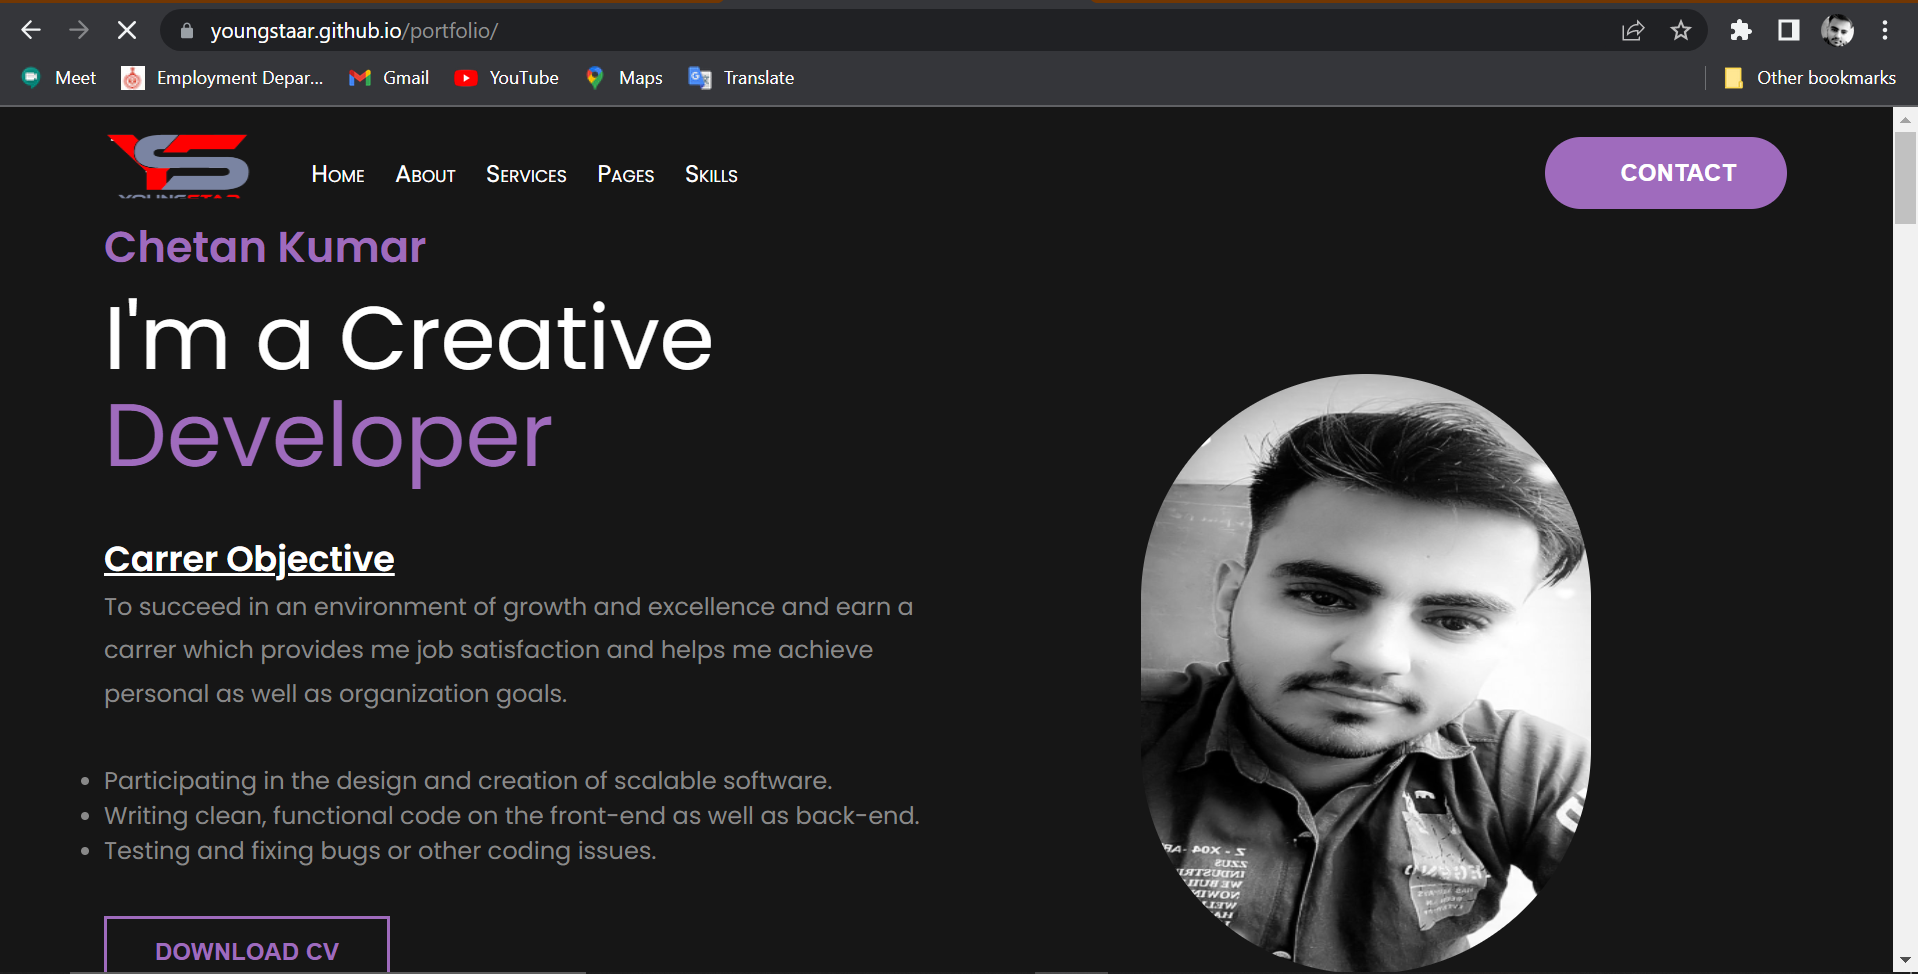 youngstaar.github.io/portfolio/
Meet
Employment Depar...
Gmail
YouTube
Maps
Translate
Other bookmarks
YS
YOUNGSTAR
Home
About
Services
Pages
Skills
CONTACT
Chetan Kumar
I'm a Creative
Developer
Carrer Objective
To succeed in an environment of growth and excellence and earn a
carrer which provides me job satisfaction and helps me achieve
personal as well as organization goals.
• Participating in the design and creation of scalable software.
• Writing clean, functional code on the front-end as well as back-end.
• Testing and fixing bugs or other coding issues.
DOWNLOAD CV